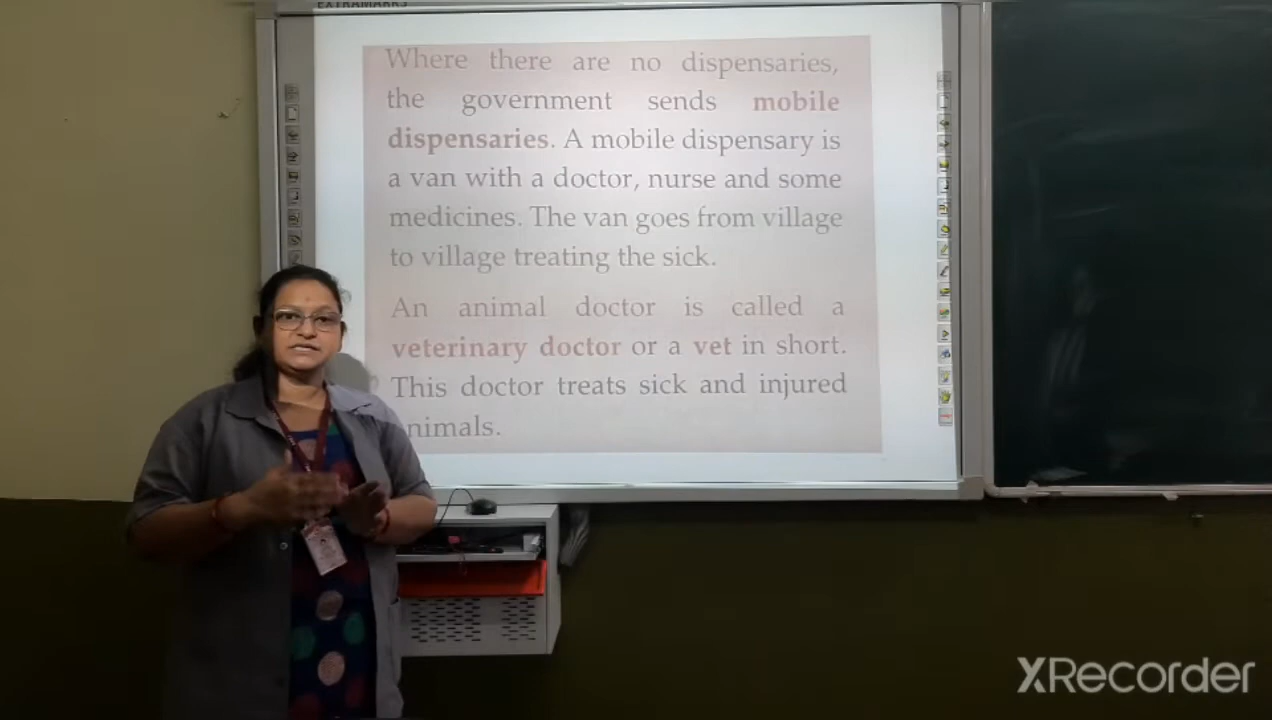 EXTRAMARKS
Where there are no dispensaries,
the government sends mobile
dispensaries. A mobile dispensary is
a van with a doctor, nurse and some
medicines. The van goes from village
to village treating the sick.
An animal doctor is called a
veterinary doctor or a vet in short.
This doctor treats sick and injured
nimals.
XRecorder